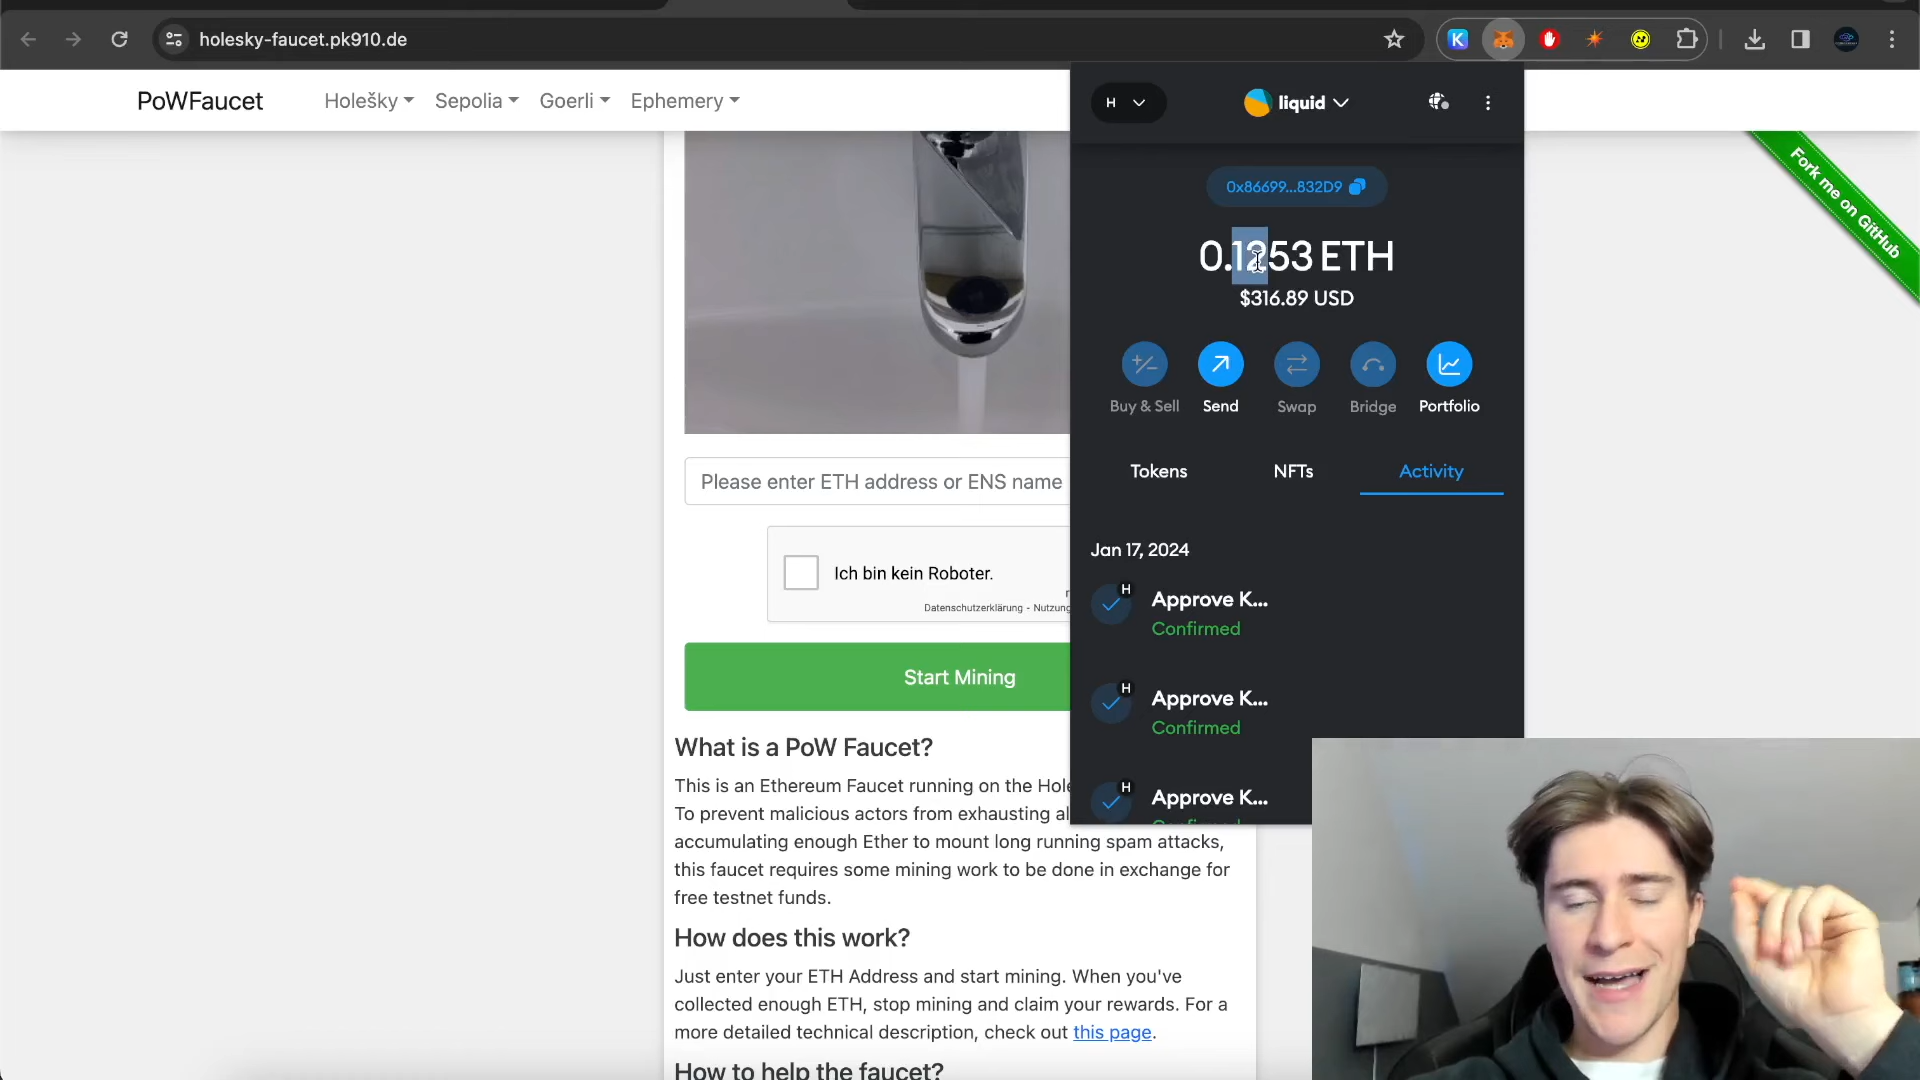 holesky-faucet.pk910.de
PoWFaucet
Holešky
Sepolia
Goerli
Ephemery
Fork me on GitHub
H
liquid
0x86699...832D9
0.1253 ETH
$316.89 USD
Buy & Sell
Send
Swap
Bridge
Portfolio
Tokens
NFTs
Activity
Jan 17, 2024
H
Approve K...
Confirmed
H
Approve K...
Confirmed
H
Approve K...
Confirmed
Please enter ETH address or ENS name
Ich bin kein Roboter.
Datenschutzerklärung - Nutzung
Start Mining
What is a PoW Faucet?
This is an Ethereum Faucet running on the Hole
To prevent malicious actors from exhausting al
accumulating enough Ether to mount long running spam attacks,
this faucet requires some mining work to be done in exchange for
free testnet funds.
How does this work?
Just enter your ETH Address and start mining. When you've
collected enough ETH, stop mining and claim your rewards. For a
more detailed technical description, check out this page.
How to help the faucet?